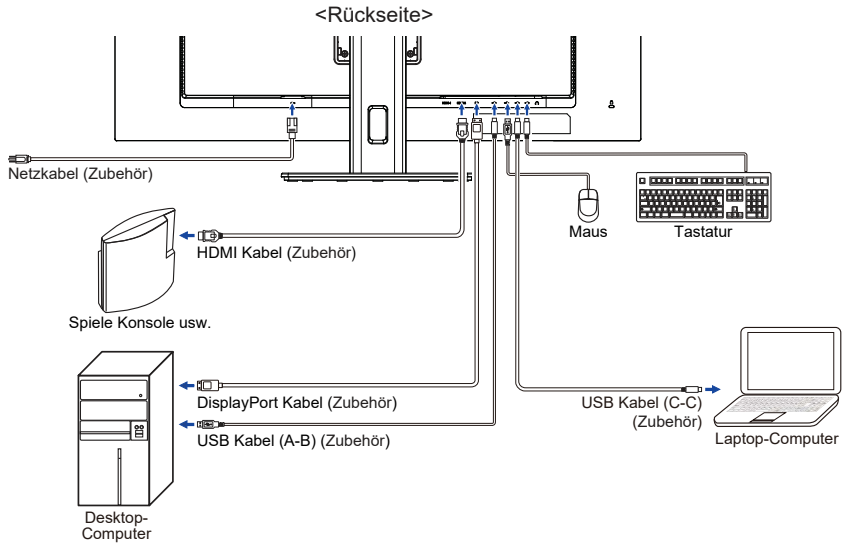 <Rückseite>
Netzkabel (Zubehör)
Maus
Tastatur
HDMI Kabel (Zubehör)
Spiele Konsole usw.
DisplayPort Kabel (Zubehör)
USB Kabel (A-B) (Zubehör)
USB Kabel (C-C)
(Zubehör)
Laptop-Computer
Desktop-
Computer